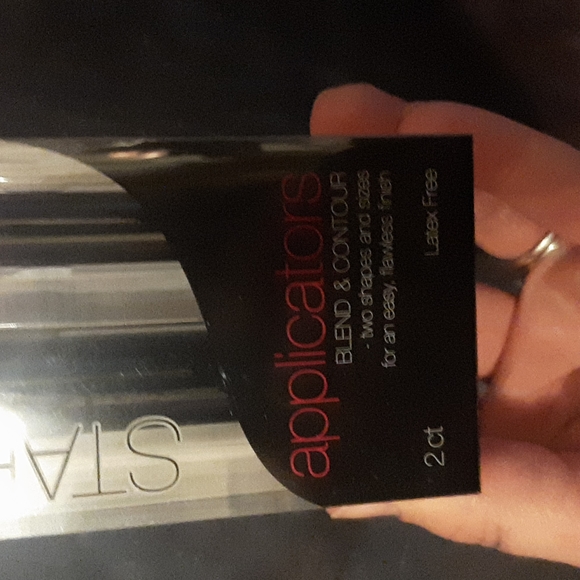 applicators
BLEND & CONTOUR
- two shapes and sizes
for an easy, flawless finish
2 ct
Latex Free
STA